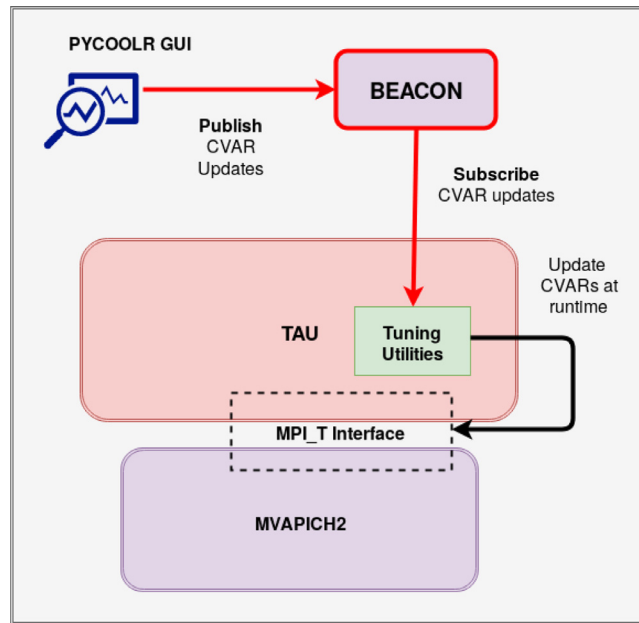 PYCOOLR GUI
BEACON
Publish
CVAR
Updates
Subscribe
CVAR updates
Update
CVARs at
runtime
TAU
Tuning
Utilities
MPI_T Interface
MVAPICH2